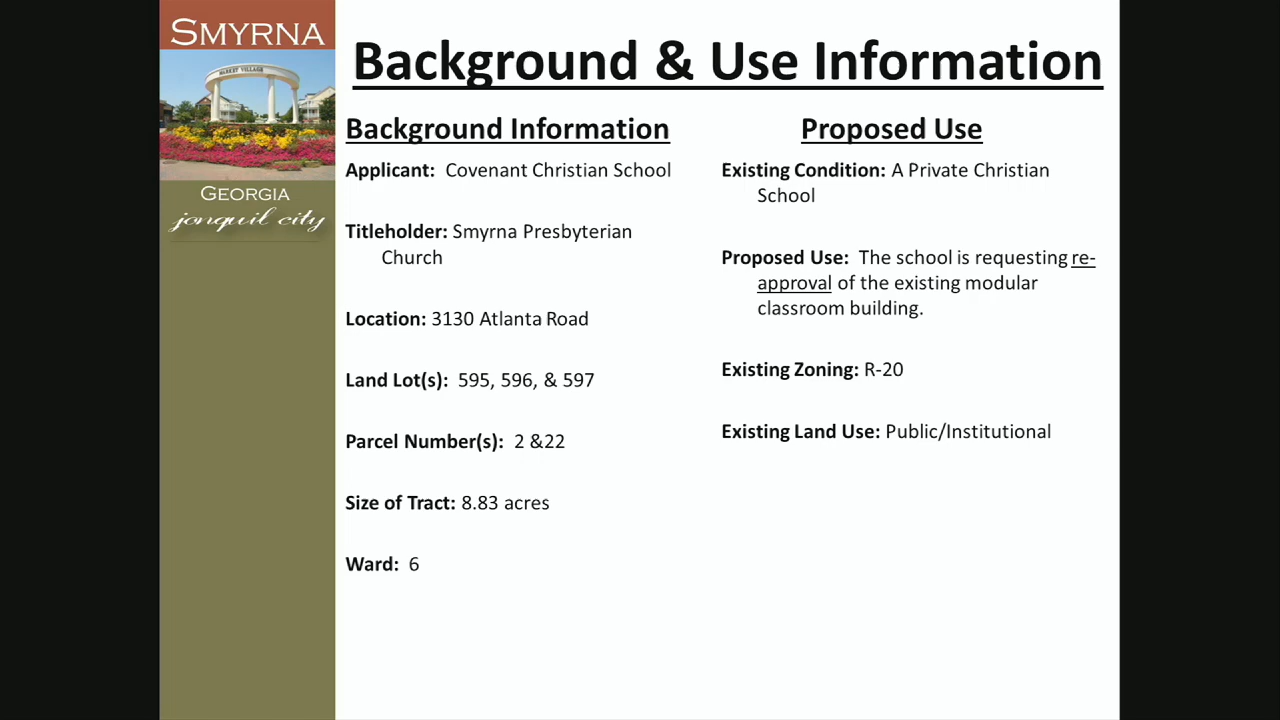 SMYRNA
MARKET VILLAGE
GEORGIA
jonquil city
Background & Use Information
Background Information
Applicant: Covenant Christian School
Titleholder: Smyrna Presbyterian
Church
Location: 3130 Atlanta Road
Land Lot(s): 595, 596, & 597
Parcel Number(s): 2 &22
Size of Tract: 8.83 acres
Ward: 6
Proposed Use
Existing Condition: A Private Christian
School
Proposed Use: The school is requesting re-
approval of the existing modular
classroom building.
Existing Zoning: R-20
Existing Land Use: Public/Institutional